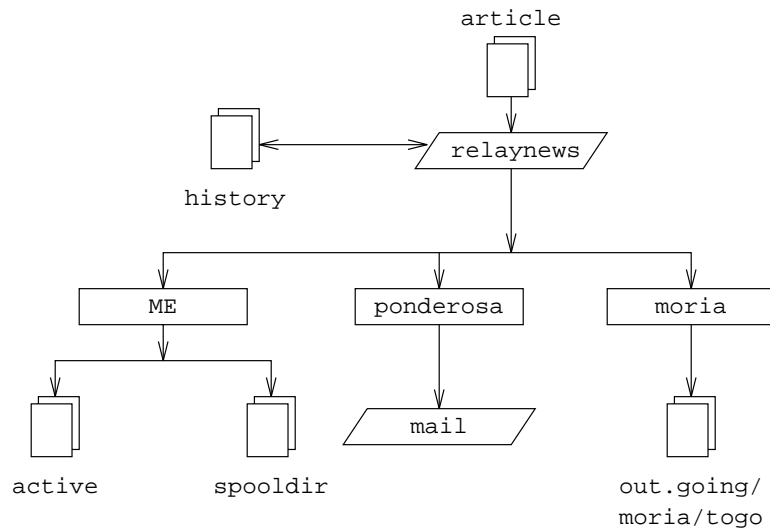 article
relaynews
history
ME
ponderosa
moria
mail
active
spooldir
out.going/
moria/togo